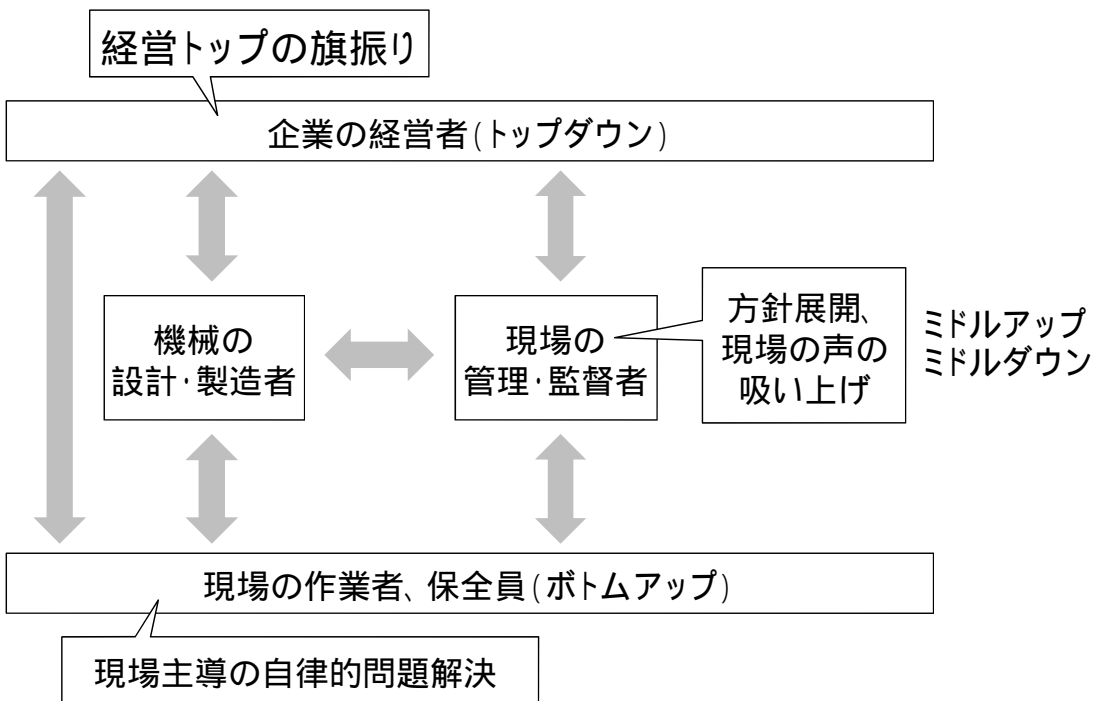 経営トップの旗振り
企業の経営者(トップダウン)
機械の
設計･製造者
現場の
管理･監督者
方針展開、
現場の声の
吸い上げ
ミドルアップ
ミドルダウン
現場の作業者、保全員(ボトムアップ)
現場主導の自律的問題解決